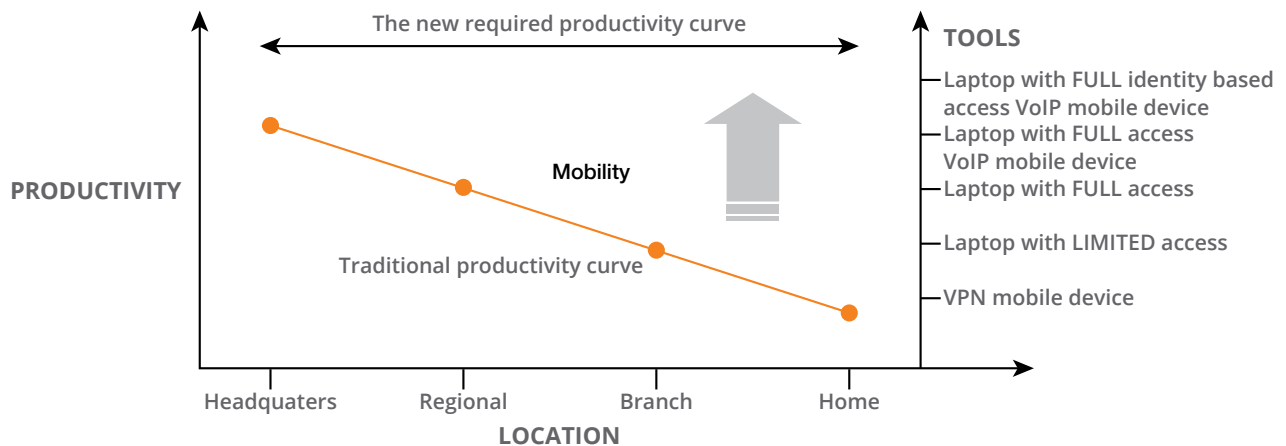 The new required productivity curve
TOOLS
Laptop with FULL identity based
access VoIP mobile device
Laptop with FULL access
VoIP mobile device
Laptop with FULL access
Laptop with LIMITED access
VPN mobile device
PRODUCTIVITY
Mobility
Traditional productivity curve
Headquaters
Regional
Branch
Home
LOCATION